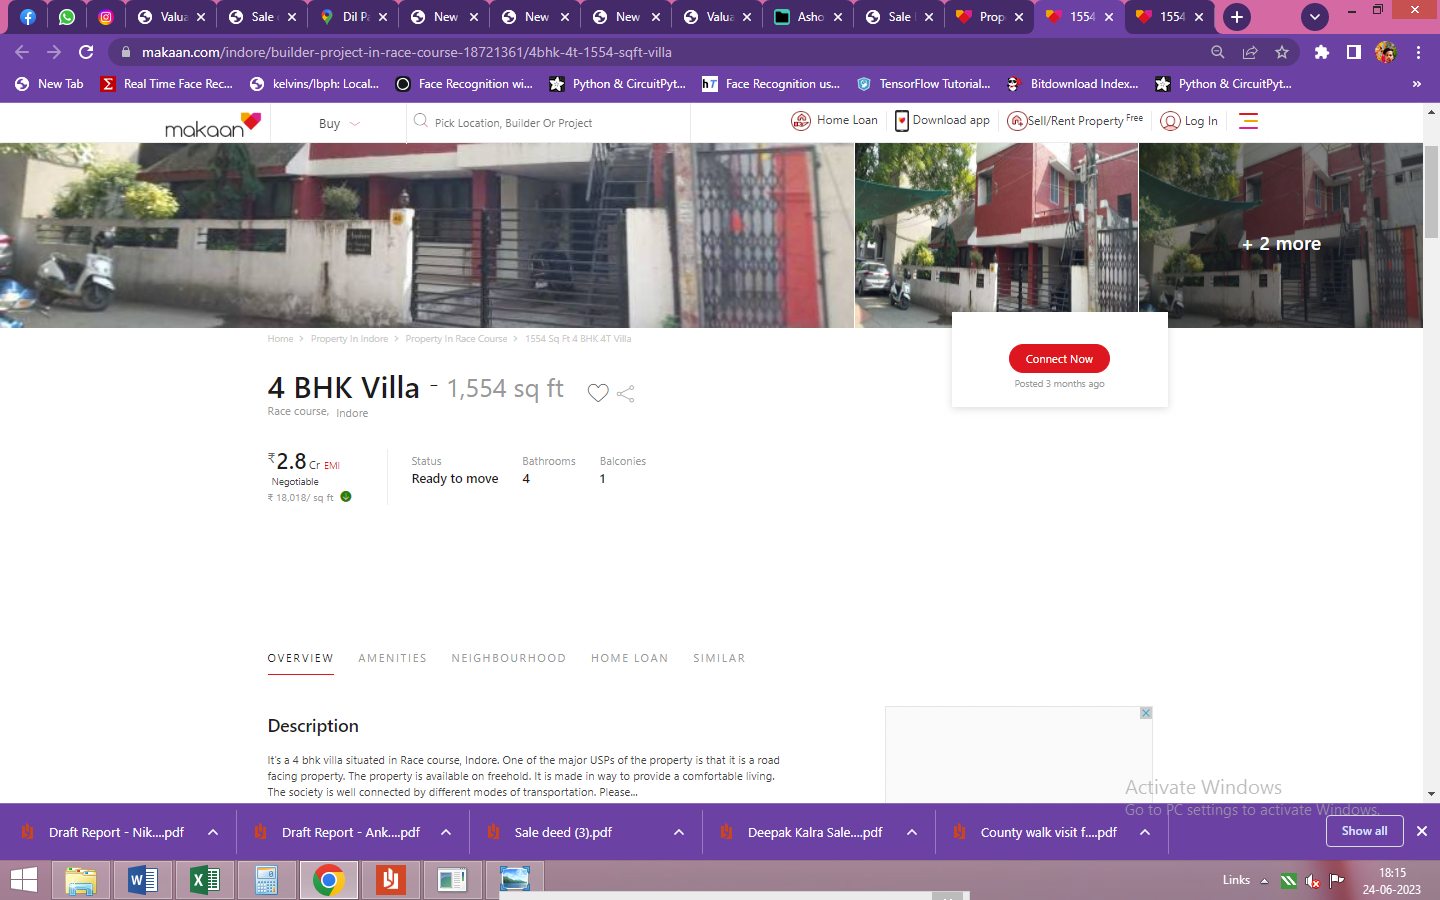 Valua
Sale
Dil Pa
New
New
New
Valua
Asho
Sale
Prop
1554
1554
makaan.com/indore/builder-project-in-race-course-18721361/4bhk-4t-1554-sqft-villa
New Tab
Real Time Face Rec...
kelvins/lbph: Local...
Face Recognition wi...
Python & CircuitPyt...
hT Face Recognition us...
TensorFlow Tutorial...
Bitdownload Index...
Python & CircuitPyt...
»
makaan
Buy
Pick Location, Builder Or Project
Home Loan
Download app
Sell/Rent Property Free
Log In
+ 2 more
Home > Property In Indore > Property In Race Course > 1554 Sq Ft 4 BHK 4T Villa
Connect Now
Posted 3 months ago
4 BHK Villa - 1,554 sq ft
Race course, Indore
₹2.8 Cr EMI
Negotiable
₹ 18,018/ sq ft
Status
Ready to move
Bathrooms
4
Balconies
1
OVERVIEW
AMENITIES
NEIGHBOURHOOD
HOME LOAN
SIMILAR
Description
It's a 4 bhk villa situated in Race course, Indore. One of the major USPs of the property is that it is a road
facing property. The property is available on freehold. It is made in way to provide a comfortable living.
The society is well connected by different modes of transportation. Please...
Activate Windows
Go to PC settings to activate Windows.
Draft Report - Nik....pdf
Draft Report - Ank....pdf
Sale deed (3).pdf
Deepak Kalra Sale....pdf
County walk visit f....pdf
Show all
Links
18:15
24-06-2023